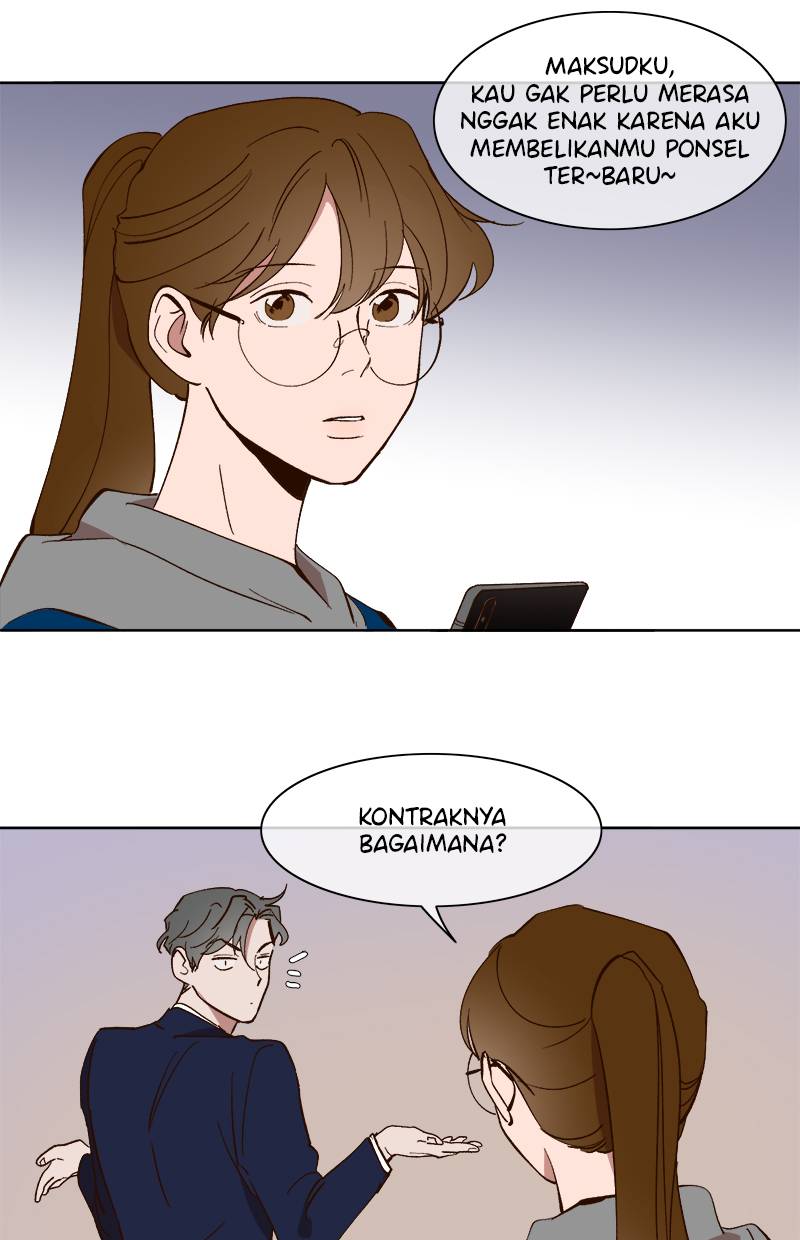 MAKSUDKU,
KAU GAK PERLU MERASA
NGGAK ENAK KARENA AKU
MEMBELIKANMU PONSEL
TER~BARU~
KONTRAKNYA
BAGAIMANA?